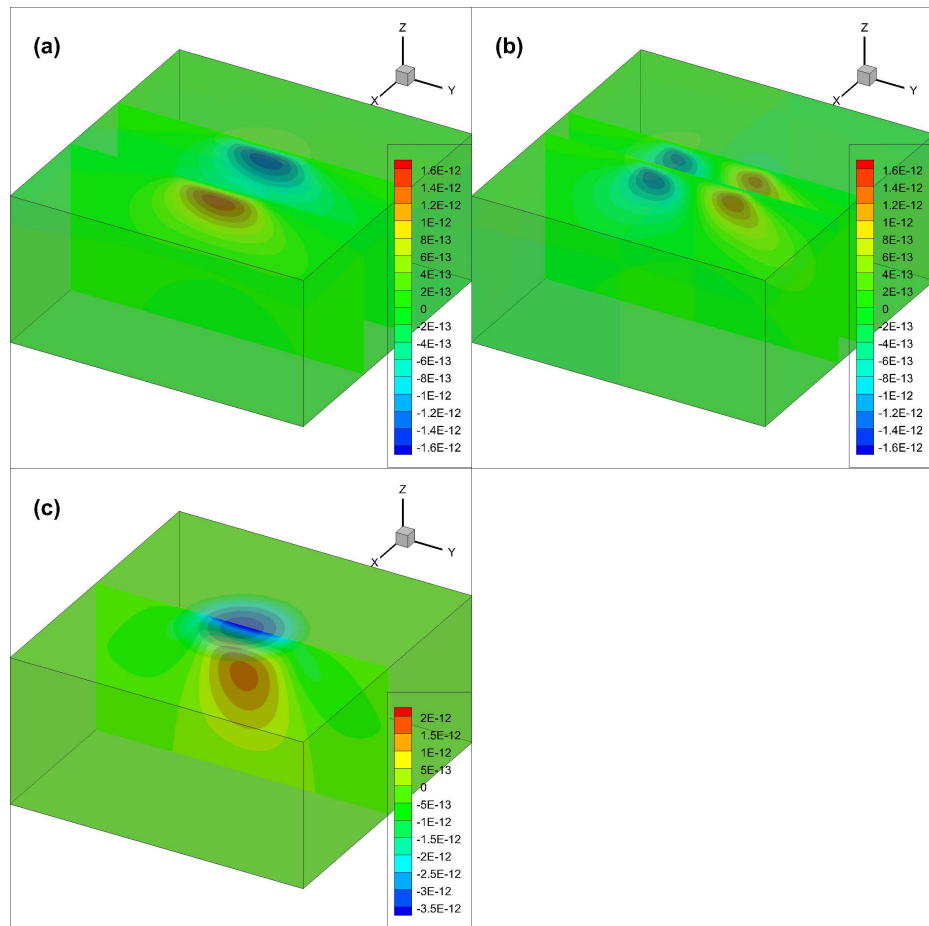 (a)
Z
X
Y
1.6E-12
1.4E-12
1.2E-12
1E-12
8E-13
6E-13
4E-13
2E-13
0
-2E-13
-4E-13
-6E-13
-8E-13
-1E-12
-1.2E-12
-1.4E-12
-1.6E-12
(b)
Z
X
Y
1.6E-12
1.4E-12
1.2E-12
1E-12
8E-13
6E-13
4E-13
2E-13
0
-2E-13
-4E-13
-6E-13
-8E-13
-1E-12
-1.2E-12
-1.4E-12
-1.6E-12
(c)
Z
X
Y
2E-12
1.5E-12
1E-12
5E-13
0
-5E-13
-1E-12
-1.5E-12
-2E-12
-2.5E-12
-3E-12
-3.5E-12